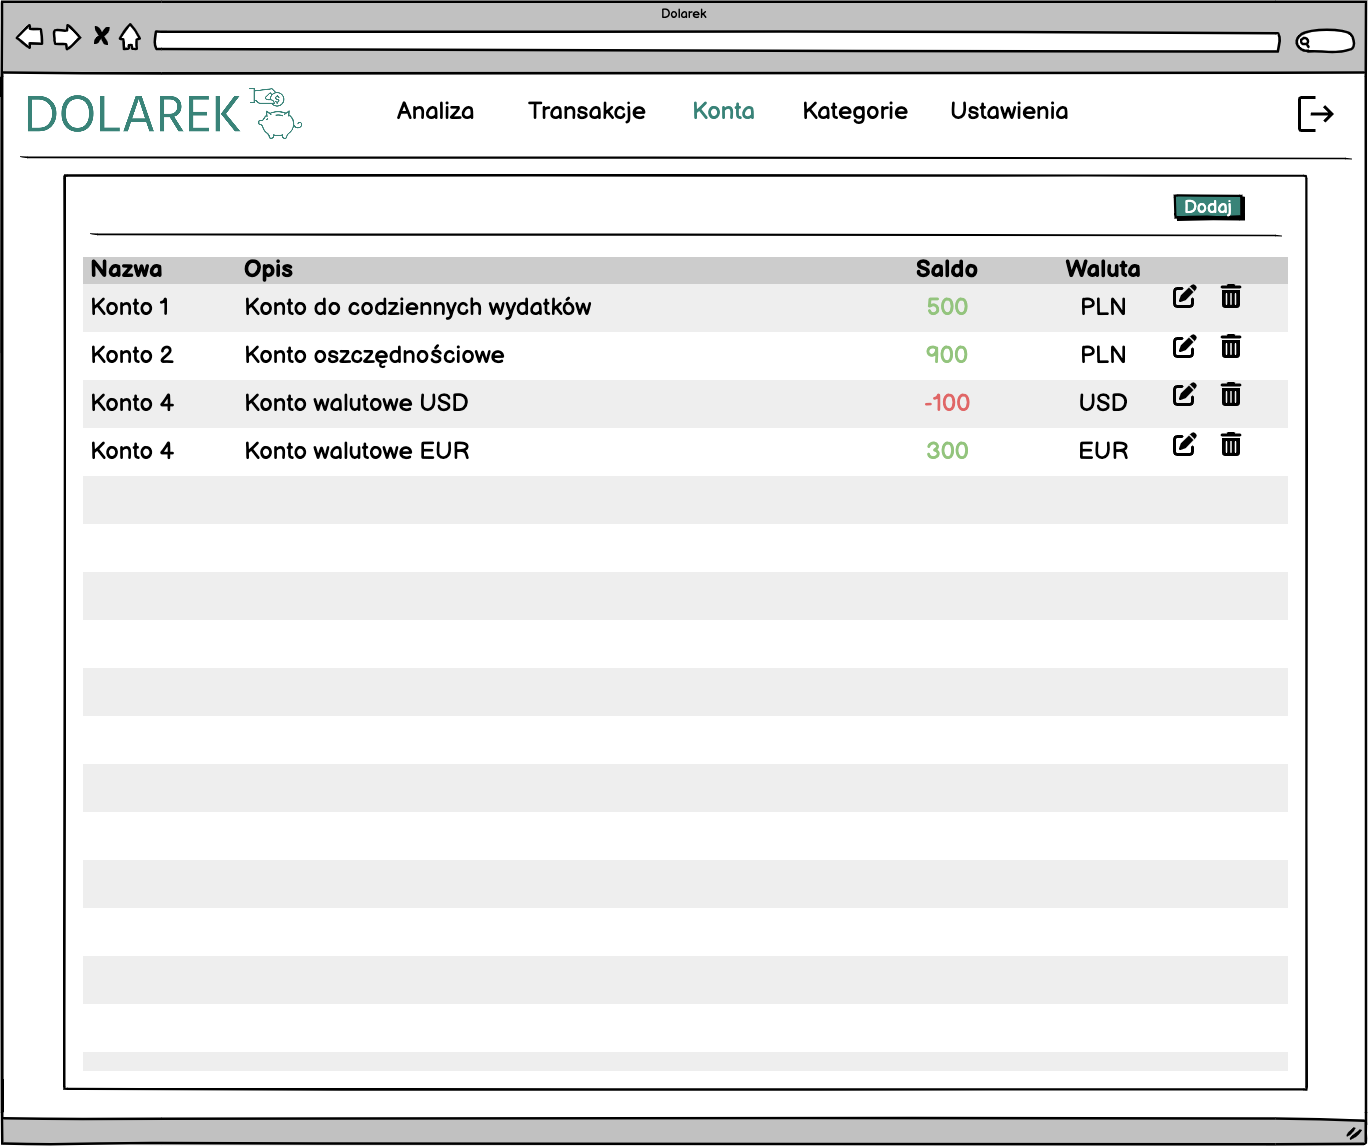 Dolarek
DOLAREK Analiza Transakcje Konta Kategorie Ustawienia
Dodaj
Nazwa Opis Saldo Waluta
Konto 1 Konto do codziennych wydatków 500 PLN
Konto 2 Konto oszczędnościowe 900 PLN
Konto 4 Konto walutowe USD -100 USD
Konto 4 Konto walutowe EUR 300 EUR